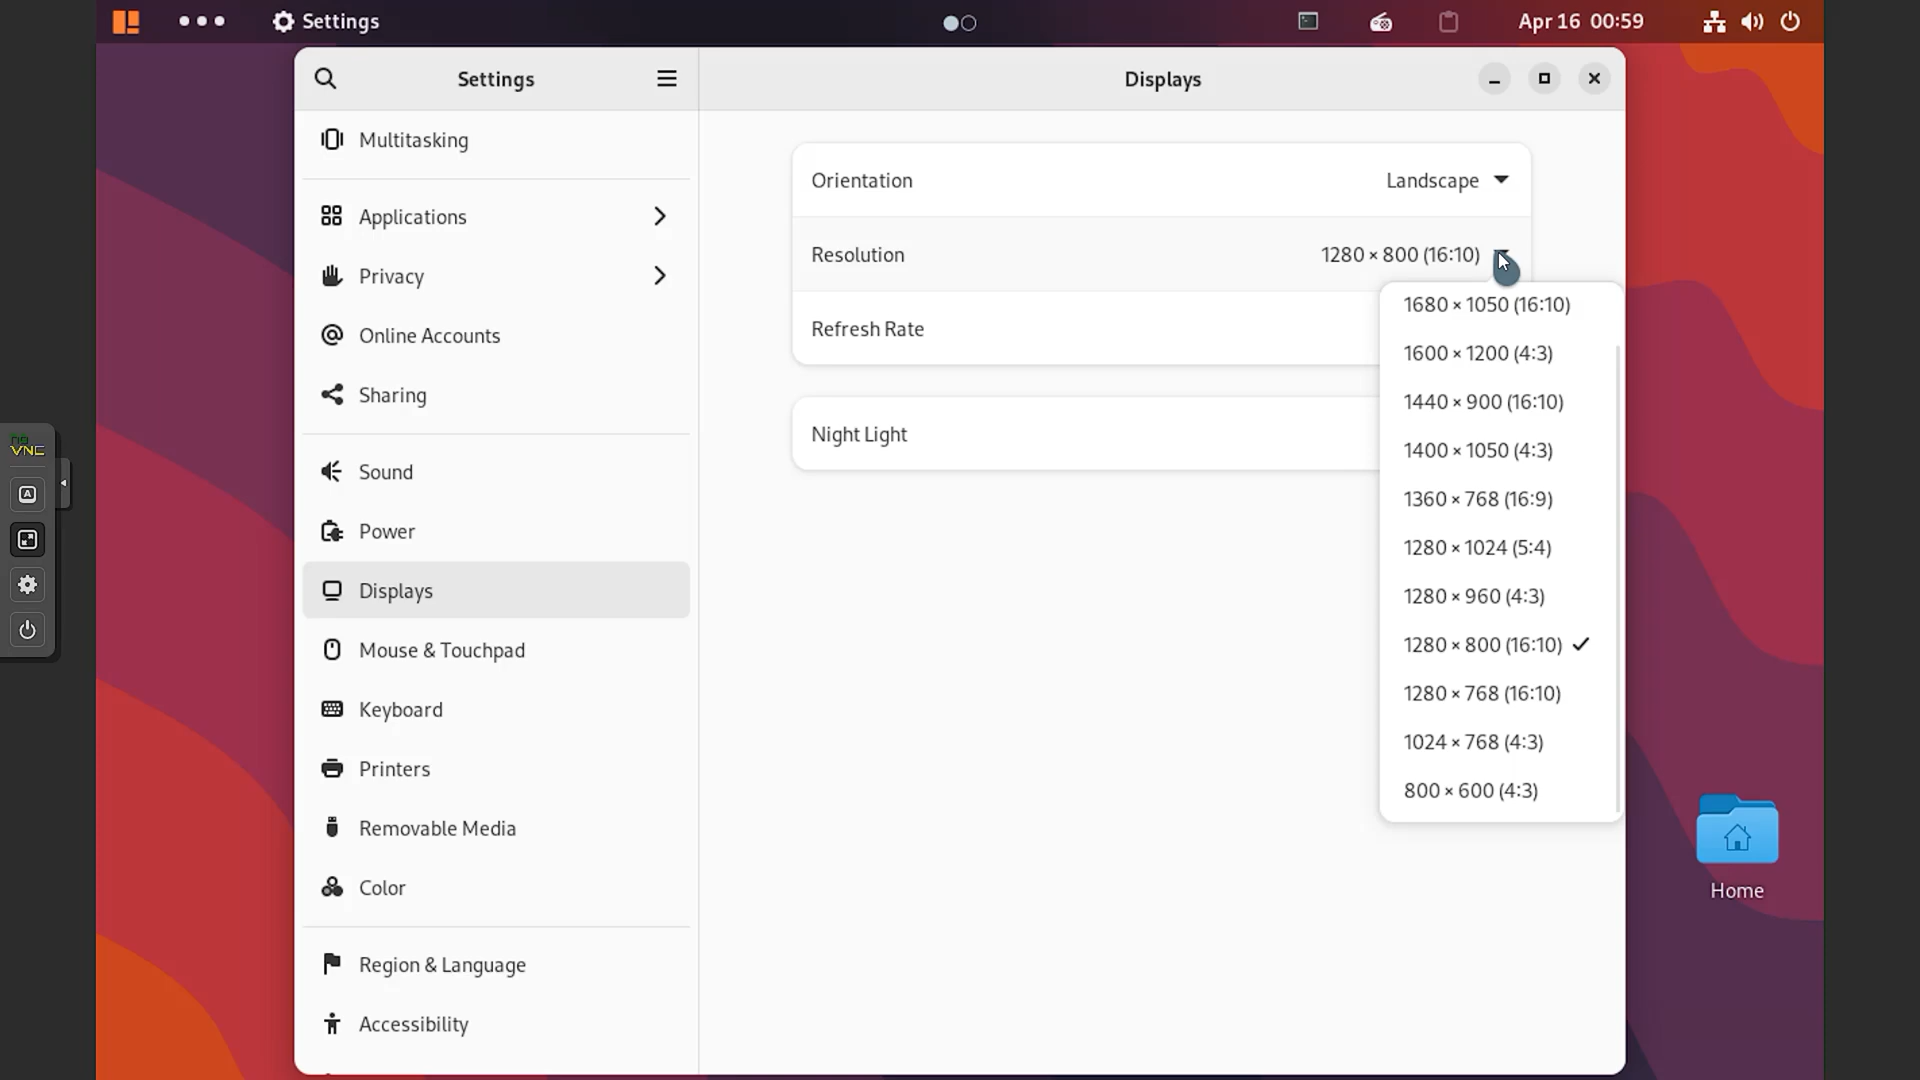 Settings
Apr 16 00:59
Settings
Displays
Multitasking
Applications
Privacy
Online Accounts
Sharing
Sound
Power
Displays
Mouse & Touchpad
Keyboard
Printers
Removable Media
Color
Region & Language
Accessibility
Orientation
Landscape
Resolution
1280 × 800 (16:10)
Refresh Rate
Night Light
1680 × 1050 (16:10)
1600 × 1200 (4:3)
1440 × 900 (16:10)
1400 × 1050 (4:3)
1360 × 768 (16:9)
1280 × 1024 (5:4)
1280 × 960 (4:3)
1280 × 800 (16:10)
1280 × 768 (16:10)
1024 × 768 (4:3)
800 × 600 (4:3)
Home
no
VNC
A